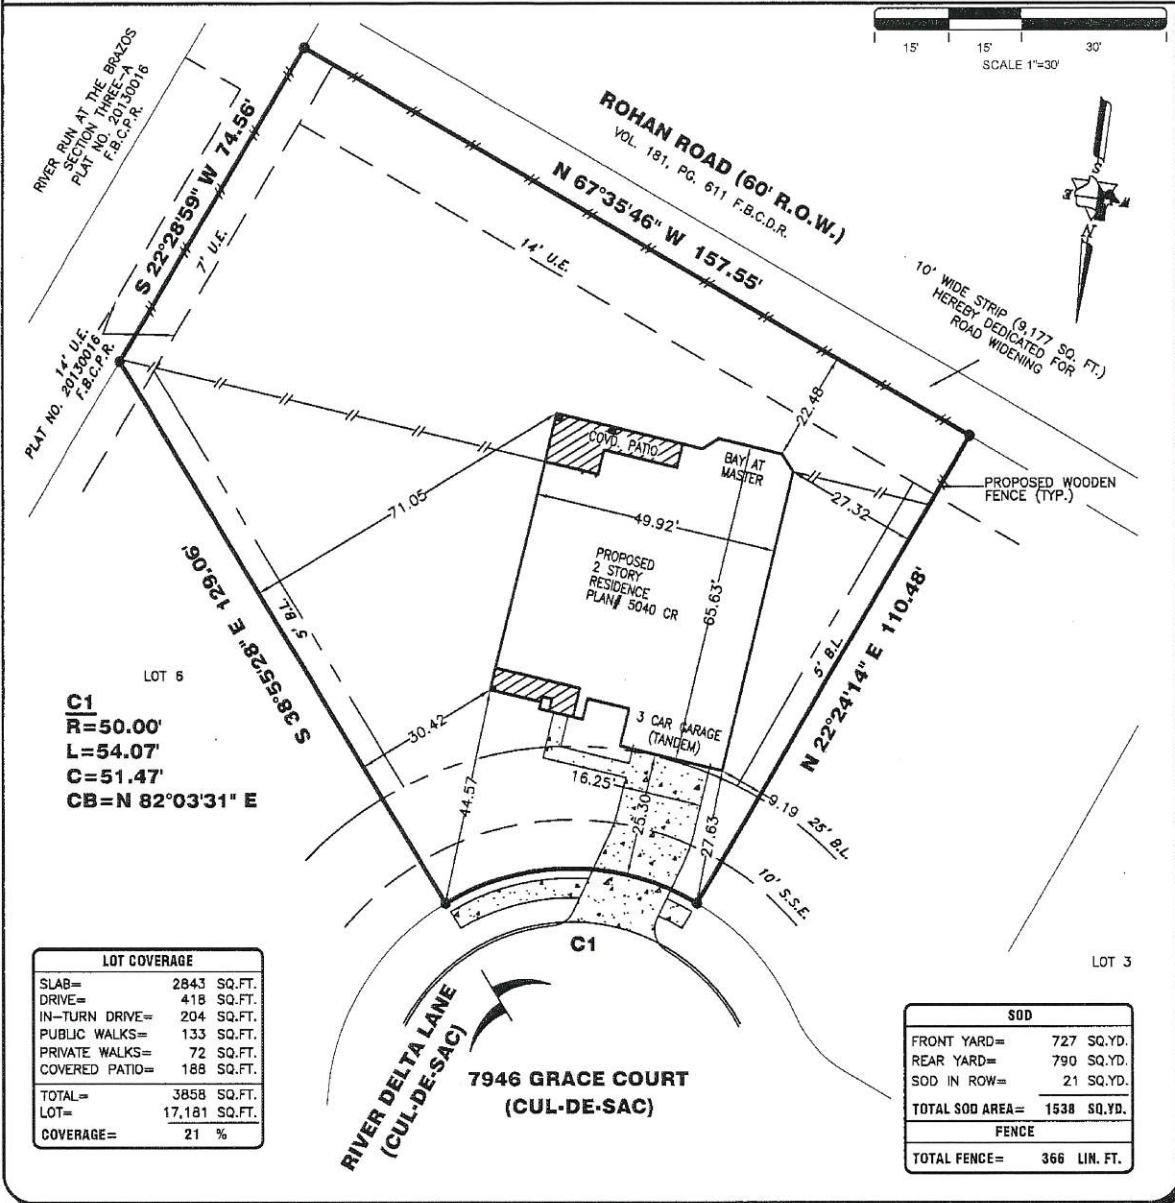 15'
15'
30'
SCALE 1"=30'
RIVER RUN AT THE BRAZOS
SECTION THREE-A
PLAT NO. 20130016
F.B.C.P.R.
ROHAN ROAD (60' R.O.W.)
VOL. 181, PG. 611 F.B.C.D.R.
N 67°35'46" W 157.55'
S 22°28'59" W 74.56'
7' U.E.
14' U.E.
S
N
10' WIDE STRIP (9,177 SQ. FT.)
HEREBY DEDICATED FOR
ROAD WIDENING
14' U.E.
PLAT NO. 20130016
F.B.C.P.R.
22.48
COVD. PATIO
BAY AT
MASTER
PROPOSED WOODEN
FENCE (TYP.)
27.32
71.05
49.92'
PROPOSED
2 STORY
RESIDENCE
PLAN# 5040 CR
65.63'
S 38°55'28" E 129.06'
5' B.L.
5' B.L.
N 22°24'14" E 110.48'
LOT 6
C1
R=50.00'
L=54.07'
C=51.47'
CB=N 82°03'31" E
30.42
3 CAR GARAGE
(TANDEM)
16.25'
44.57
25.30
27.63
9.19
25' B.L.
10' S.S.E.
C1
LOT 3
RIVER DELTA LANE
(CUL-DE-SAC)
7946 GRACE COURT
(CUL-DE-SAC)
LOT COVERAGE
SLAB= 2843 SQ.FT.
DRIVE= 418 SQ.FT.
IN-TURN DRIVE= 204 SQ.FT.
PUBLIC WALKS= 133 SQ.FT.
PRIVATE WALKS= 72 SQ.FT.
COVERED PATIO= 188 SQ.FT.
TOTAL= 3858 SQ.FT.
LOT= 17,181 SQ.FT.
COVERAGE= 21 %
SOD
FRONT YARD= 727 SQ.YD.
REAR YARD= 790 SQ.YD.
SOD IN ROW= 21 SQ.YD.
TOTAL SOD AREA= 1538 SQ.YD.
FENCE
TOTAL FENCE= 366 LIN. FT.